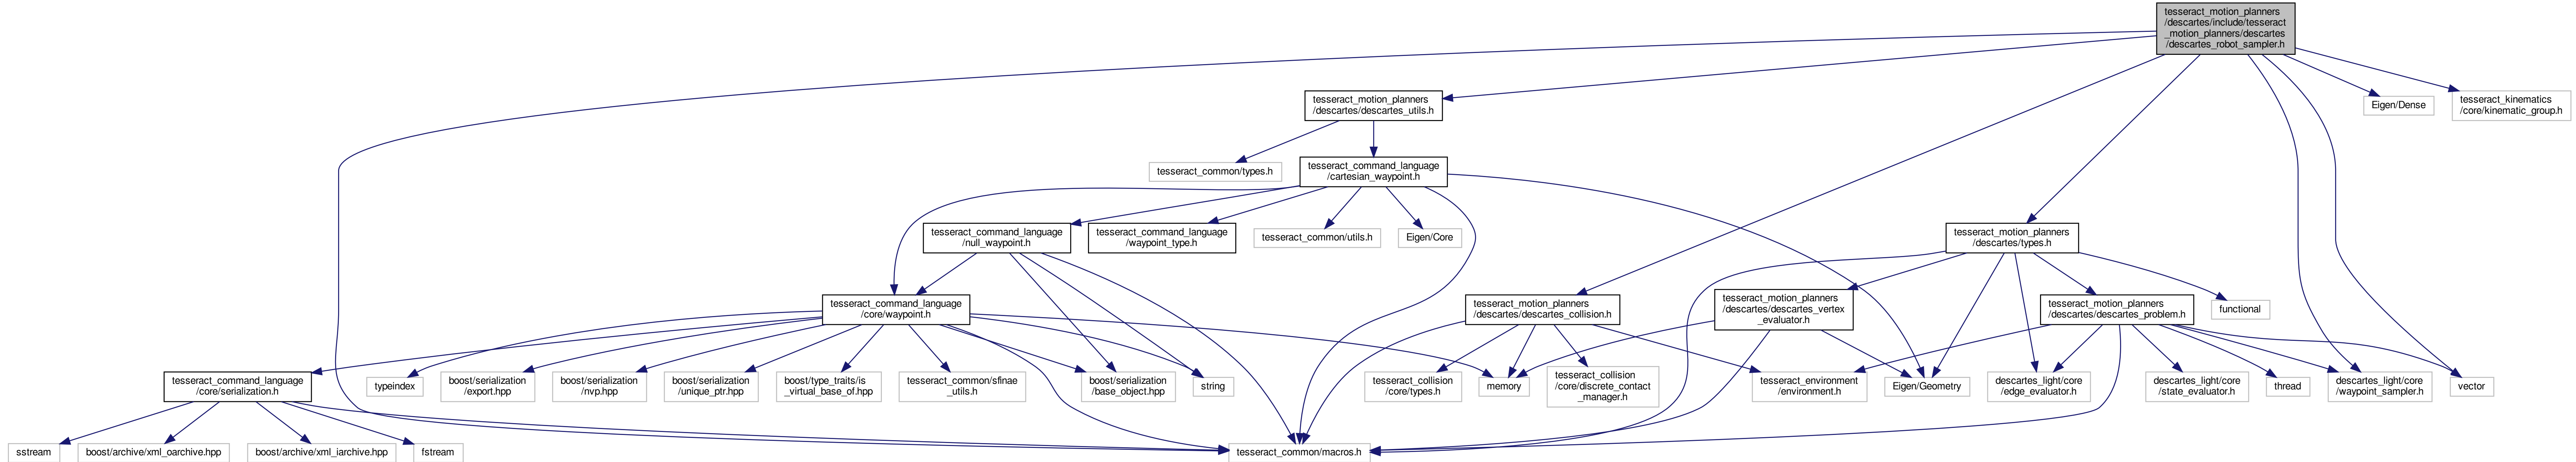 tesseract_motion_planners
/descartes/include/tesseract
_motion_planners/descartes
/descartes_robot_sampler.h
tesseract_motion_planners
/descartes/descartes_utils.h
Eigen/Dense
tesseract_kinematics
/core/kinematic_group.h
tesseract_common/types.h
tesseract_command_language
/cartesian_waypoint.h
tesseract_command_language
/null_waypoint.h
tesseract_command_language
/waypoint_type.h
tesseract_common/utils.h
Eigen/Core
tesseract_motion_planners
/descartes/types.h
tesseract_command_language
/core/waypoint.h
tesseract_motion_planners
/descartes/descartes_collision.h
tesseract_motion_planners
/descartes/descartes_vertex
_evaluator.h
tesseract_motion_planners
/descartes/descartes_problem.h
functional
tesseract_command_language
/core/serialization.h
typeindex
boost/serialization
/export.hpp
boost/serialization
/nvp.hpp
boost/serialization
/unique_ptr.hpp
boost/type_traits/is
_virtual_base_of.hpp
tesseract_common/sfinae
_utils.h
boost/serialization
/base_object.hpp
string
tesseract_collision
/core/types.h
memory
tesseract_collision
/core/discrete_contact
_manager.h
tesseract_environment
/environment.h
Eigen/Geometry
descartes_light/core
/edge_evaluator.h
descartes_light/core
/state_evaluator.h
thread
descartes_light/core
/waypoint_sampler.h
vector
sstream
boost/archive/xml_oarchive.hpp
boost/archive/xml_iarchive.hpp
fstream
tesseract_common/macros.h